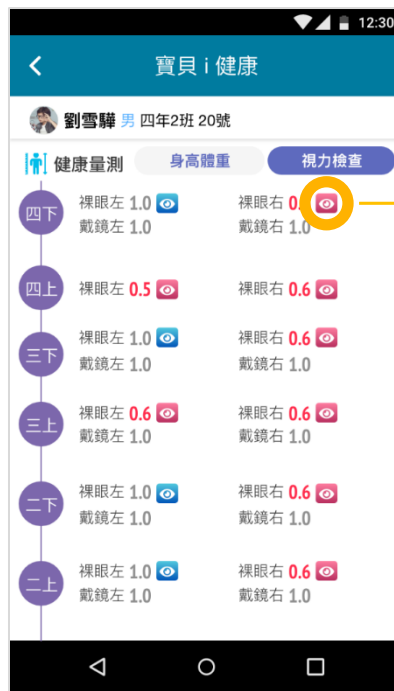 12:30
寶貝 i 健康
劉雪驊 男 四年2班 20號
健康量測 身高體重 視力檢查
四下 裸眼左 1.0 裸眼右
戴鏡左 1.0 戴鏡右 1.0
四上 裸眼左 0.5 裸眼右 0.6
三下 裸眼左 1.0 裸眼右 0.6
戴鏡左 1.0 戴鏡右 1.0
三上 裸眼左 0.6 裸眼右 0.6
戴鏡左 1.0 戴鏡右 1.0
二下 裸眼左 1.0 裸眼右 0.6
戴鏡左 1.0 戴鏡右 1.0
二上 裸眼左 1.0 裸眼右 0.6
戴鏡左 1.0 戴鏡右 1.0